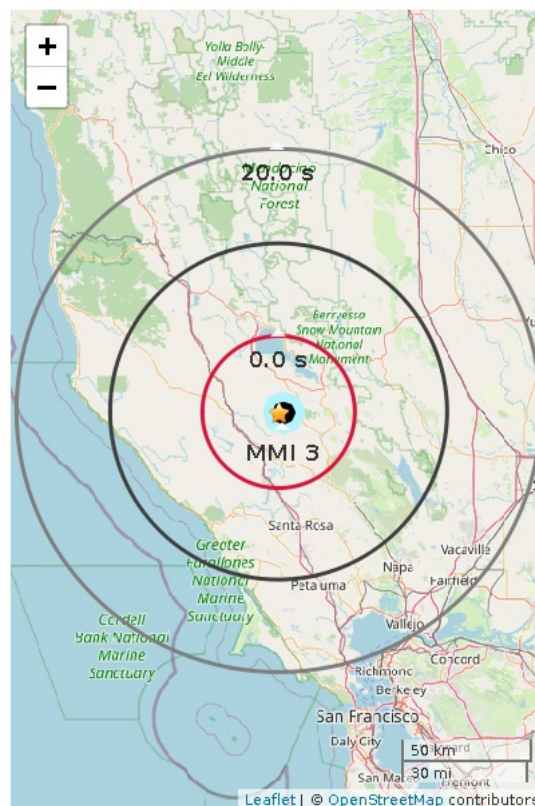 +
−
Yolla Bolly-
Middle
Eel Wilderness
Chico
20.0 s
National
Forest
Berryessa
Snow Mountain
National
Monument
0.0 s
MMI 3
Santa Rosa
Greater
Farallones
National
Marine
Sanctuary
Vacaville
Napa
Fairfield
Petaluma
Cordell
Bank National
Marine
Sanctuary
Vallejo
Concord
Richmond
Berkeley
San Francisco
Daly City
50 km
30 mi
Leaflet | © OpenStreetMap contributors